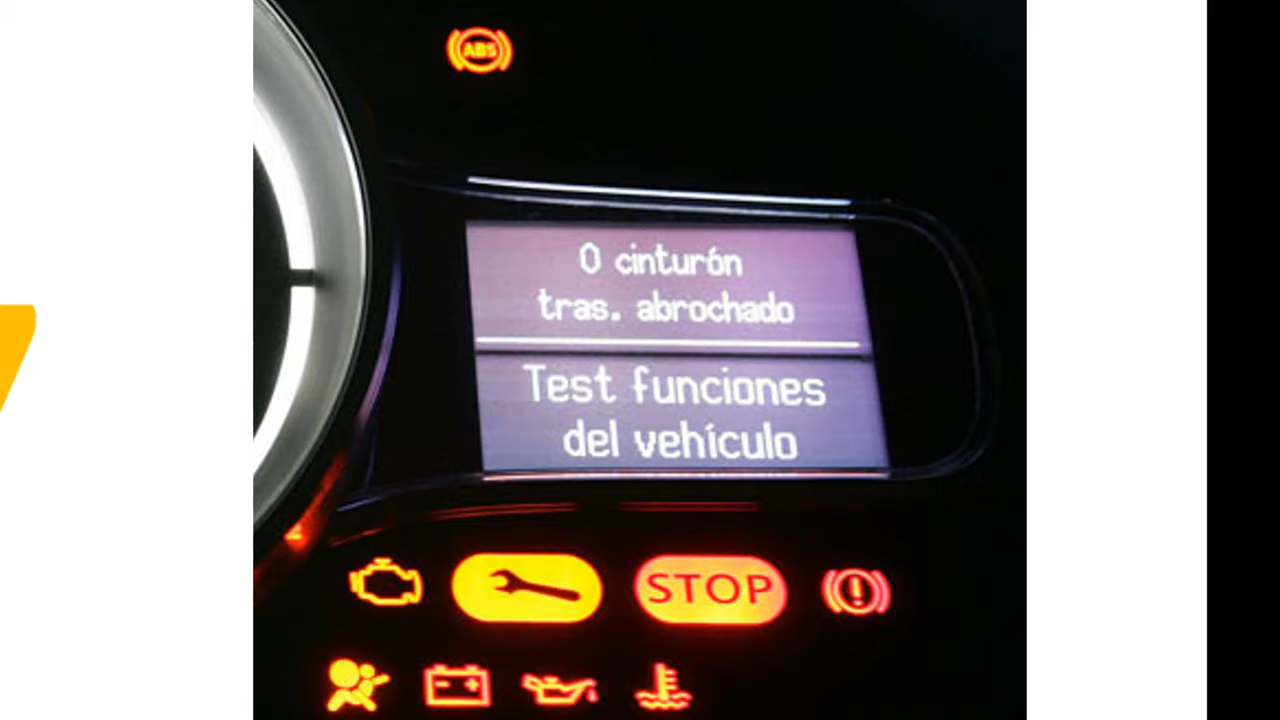 ABS
0 cinturón
tras. abrochado
Test funciones
del vehículo
STOP